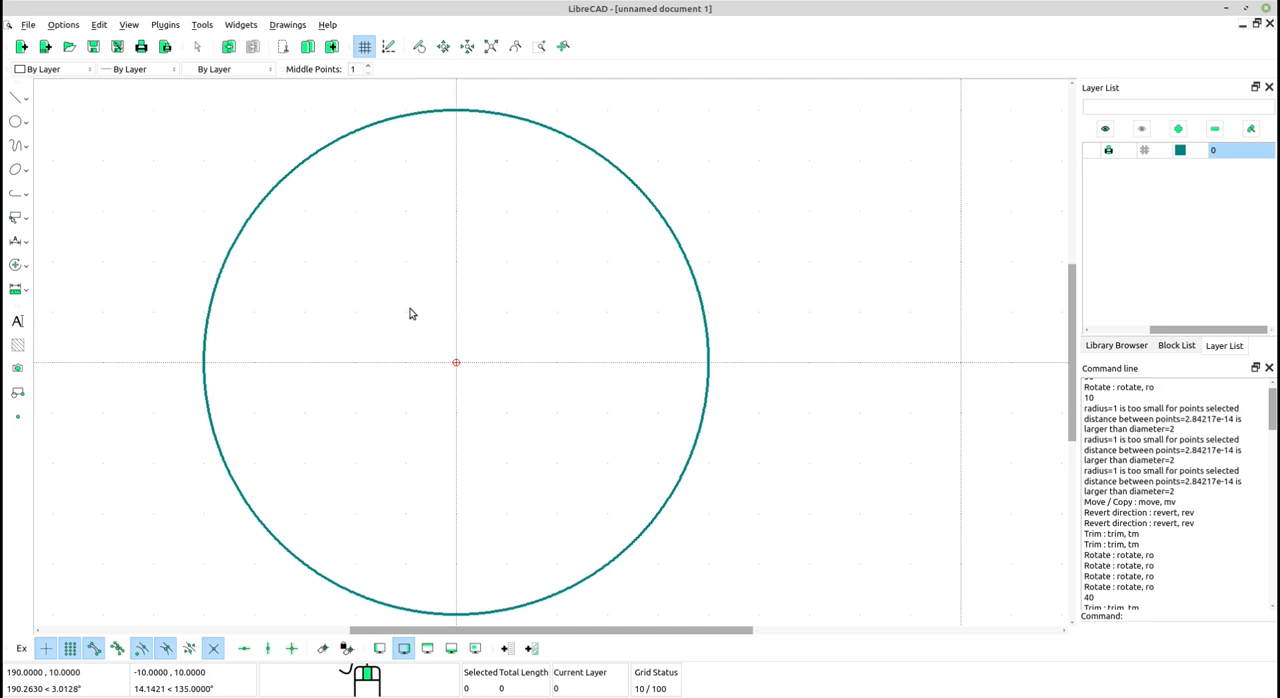 LibreCAD - [unnamed document 1]
File Options Edit View Plugins Tools Widgets Drawings Help
By Layer By Layer By Layer Middle Points: 1
Layer List
0
Library Browser Block List Layer List
Command line
Rotate : rotate, ro
10
radius=1 is too small for points selected
distance between points=2.84217e-14 is
larger than diameter=2
radius=1 is too small for points selected
distance between points=2.84217e-14 is
larger than diameter=2
radius=1 is too small for points selected
distance between points=2.84217e-14 is
larger than diameter=2
Move / Copy : move, mv
Revert direction : revert, rev
Revert direction : revert, rev
Trim : trim, tm
Trim : trim, tm
Rotate : rotate, ro
Rotate : rotate, ro
Rotate : rotate, ro
Rotate : rotate, ro
40
Trim : trim, tm
Command:
A
Ex
190.0000 , 10.0000 -10.0000 , 10.0000 Selected Total Length Current Layer Grid Status
190.2630 < 3.0128° 14.1421 < 135.0000° 0 0 0 10 / 100